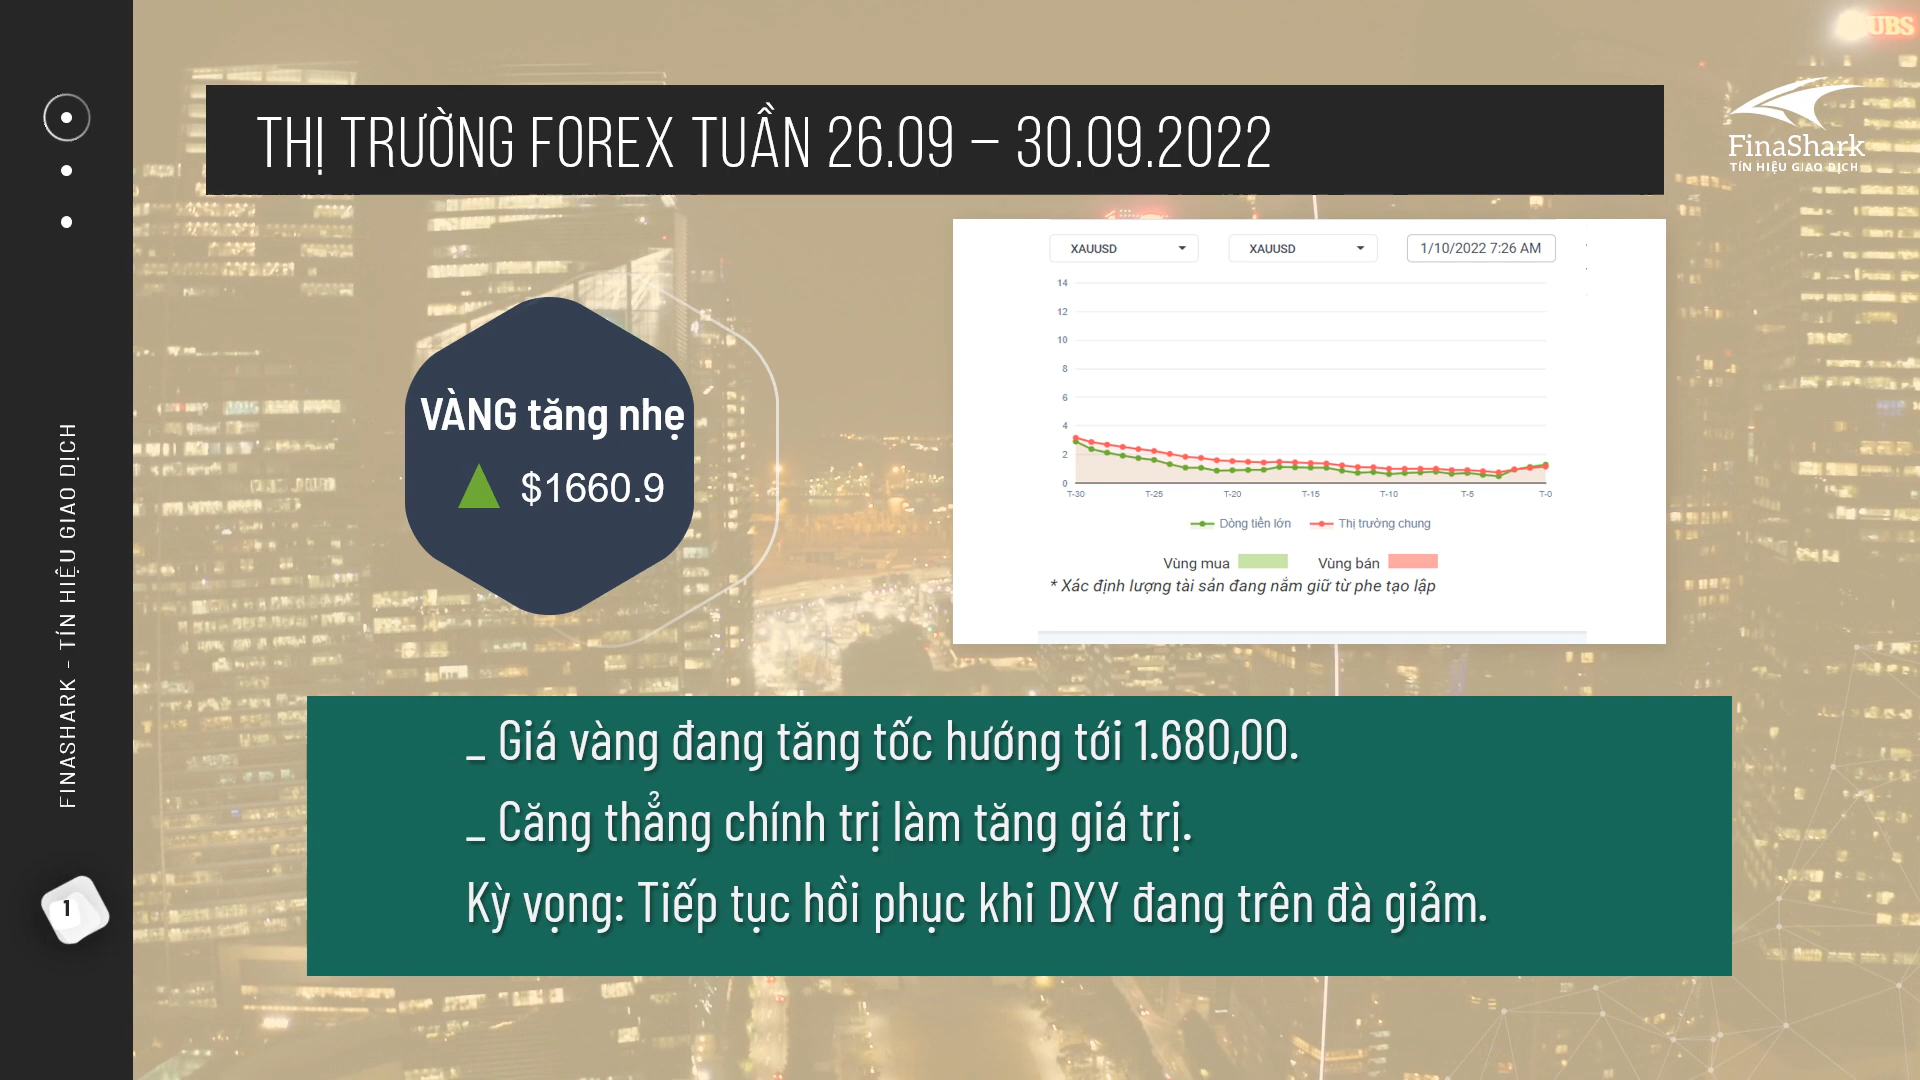 UBS
THỊ TRƯỜNG FOREX TUẦN 26.09 – 30.09.2022
FinaShark
TÍN HIỆU GIAO DỊCH
XAUUSD
XAUUSD
1/10/2022 7:26 AM
14
12
10
8
6
4
2
0
T-30 T-25 T-20 T-15 T-10 T-5 T-0
Dòng tiền lớn Thị trường chung
Vùng mua Vùng bán
* Xác định lượng tài sản đang nắm giữ từ phe tạo lập
VÀNG tăng nhẹ
$1660.9
_ Giá vàng đang tăng tốc hướng tới 1.680,00.
_ Căng thẳng chính trị làm tăng giá trị.
Kỳ vọng: Tiếp tục hồi phục khi DXY đang trên đà giảm.
FINASHARK - TÍN HIỆU GIAO DỊCH
1